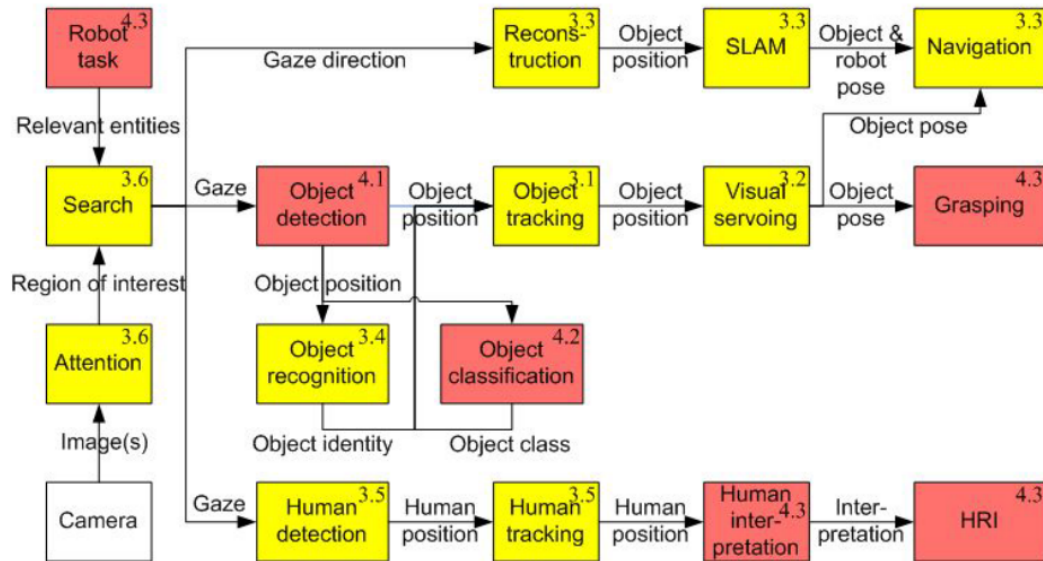 4.3
Robot
task
Relevant entities
3.6
Search
Region of interest
3.6
Attention
Image(s)
Camera
Gaze direction
3.3
Recons-
truction
Object
position
3.3
SLAM
Object &
robot
pose
3.3
Navigation
Object pose
Gaze
4.1
Object
detection
Object
position
3.1
Object
tracking
Object
position
3.2
Visual
servoing
Object
pose
4.3
Grasping
Object position
3.4
Object
recognition
4.2
Object
classification
Object identity
Object class
Gaze
3.5
Human
detection
Human
position
3.5
Human
tracking
Human
position
Human
inter-
4.3
pretation
Inter-
pretation
4.3
HRI